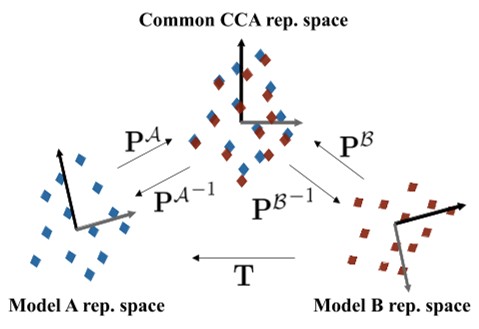 Common CCA rep. space
P^𝒜
P^ℬ
P^𝒜⁻¹
P^ℬ⁻¹
T
Model A rep. space
Model B rep. space